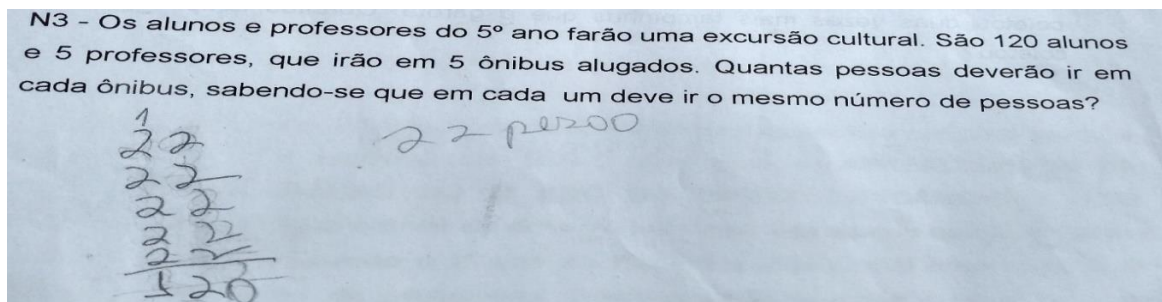 N3 - Os alunos e professores do 5º ano farão uma excursão cultural. São 120 alunos
e 5 professores, que irão em 5 ônibus alugados. Quantas pessoas deverão ir em
cada ônibus, sabendo-se que em cada um deve ir o mesmo número de pessoas?
1
22
22 pezoo
22
22
22
22
120